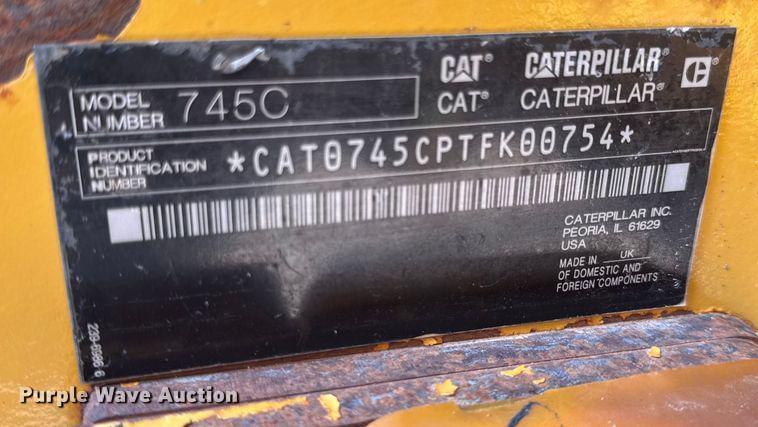 MODEL NUMBER 745C
CAT CATERPILLAR C
CAT® CATERPILLAR®
PRODUCT IDENTIFICATION NUMBER *CAT0745CPTFK00754*
CATERPILLAR INC.
PEORIA, IL 61629
USA
MADE IN UK
OF DOMESTIC AND
FOREIGN COMPONENTS
Purple Wave Auction